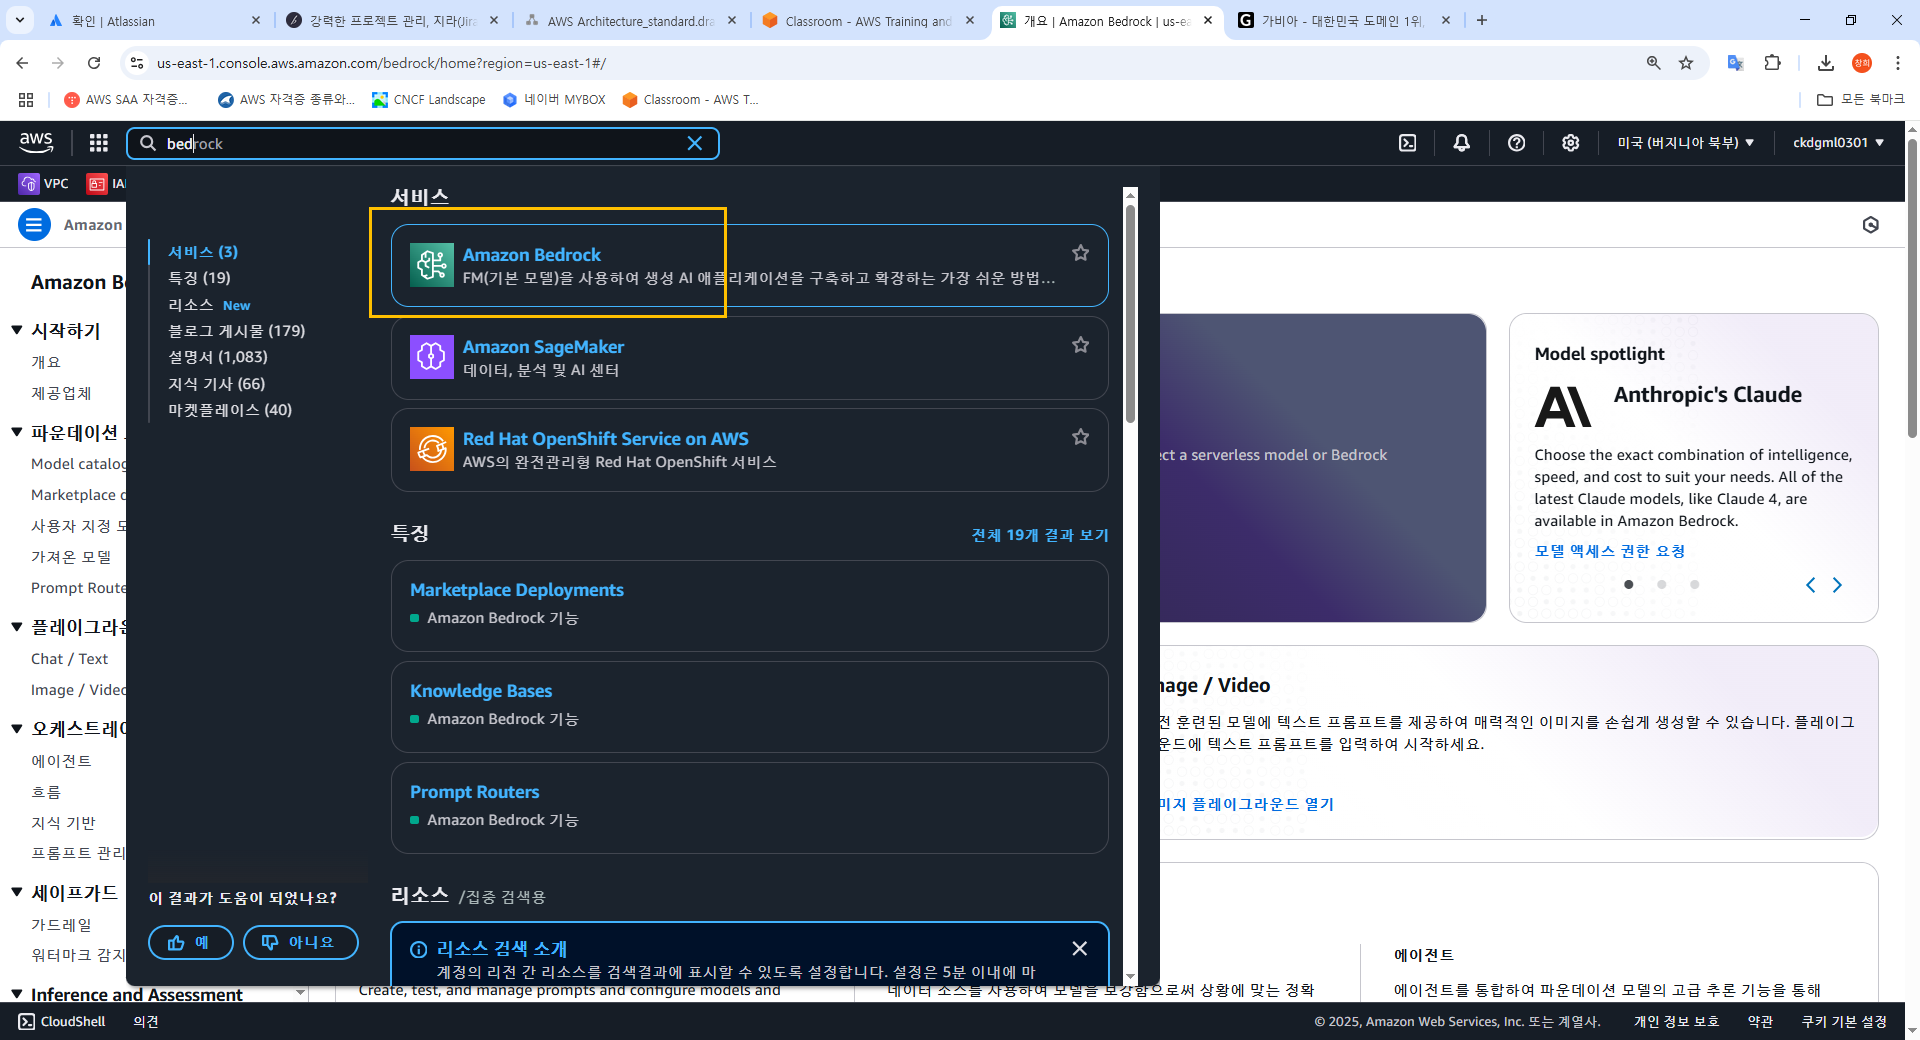 확인 | Atlassian
강력한 프로젝트 관리, 지라(Jira
AWS Architecture_standard.dra
Classroom - AWS Training and
개요 | Amazon Bedrock | us-ea
가비아 - 대한민국 도메인 1위,
us-east-1.console.aws.amazon.com/bedrock/home?region=us-east-1#/
창희
AWS SAA 자격증...
AWS 자격증 종류와...
CNCF Landscape
네이버 MYBOX
Classroom - AWS T...
모든 북마크
aws
bedrock
미국 (버지니아 북부) ▼
ckdgml0301 ▼
VPC
IA
Amazon
Amazon B
시작하기
개요
제공업체
파운데이션
Model catalog
Marketplace d
사용자 지정 모
가져온 모델
Prompt Route
플레이그라운
Chat / Text
Image / Video
오케스트레이
에이전트
흐름
지식 기반
프롬프트 관리
세이프가드
가드레일
워터마크 감지
Inference and Assessment
서비스 (3)
특징 (19)
리소스 New
블로그 게시물 (179)
설명서 (1,083)
지식 기사 (66)
마켓플레이스 (40)
이 결과가 도움이 되었나요?
예
아니요
서비스
Amazon Bedrock
FM(기본 모델)을 사용하여 생성 AI 애플리케이션을 구축하고 확장하는 가장 쉬운 방법...
Amazon SageMaker
데이터, 분석 및 AI 센터
Red Hat OpenShift Service on AWS
AWS의 완전관리형 Red Hat OpenShift 서비스
특징
전체 19개 결과 보기
Marketplace Deployments
Amazon Bedrock 기능
Knowledge Bases
Amazon Bedrock 기능
Prompt Routers
Amazon Bedrock 기능
리소스 /집중 검색용
리소스 검색 소개
계정의 리전 간 리소스를 검색결과에 표시할 수 있도록 설정합니다. 설정은 5분 이내에 마
ect a serverless model or Bedrock
Model spotlight
Anthropic's Claude
Choose the exact combination of intelligence,
speed, and cost to suit your needs. All of the
latest Claude models, like Claude 4, are
available in Amazon Bedrock.
모델 액세스 권한 요청
mage / Video
전 훈련된 모델에 텍스트 프롬프트를 제공하여 매력적인 이미지를 손쉽게 생성할 수 있습니다. 플레이그
운드에 텍스트 프롬프트를 입력하여 시작하세요.
미지 플레이그라운드 열기
에이전트
Create, test, and manage prompts and configure models and
데이터 소스를 사용하여 모델을 보강함으로써 상황에 맞는 정확
에이전트를 통합하여 파운데이션 모델의 고급 추론 기능을 통해
CloudShell
의견
© 2025, Amazon Web Services, Inc. 또는 계열사.
개인 정보 보호
약관
쿠키 기본 설정